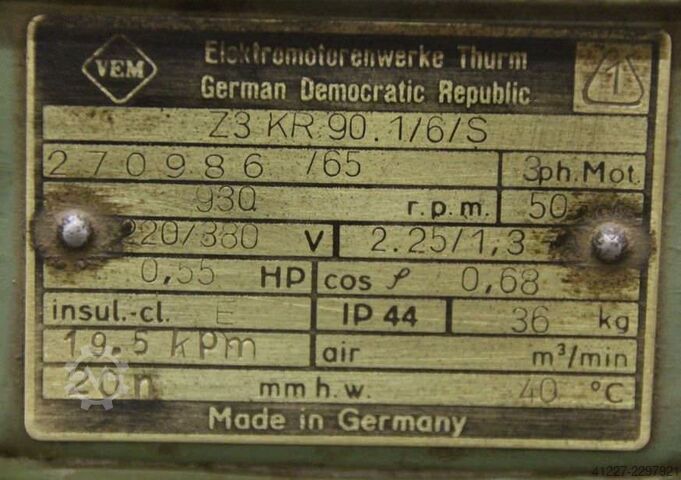 VEM
Elektromotorenwerke Thurm
German Democratic Republic
1
Z3 KR 90.1/6/S
270986 /65 3ph.Mot.
930 r.p.m. 50
220/380 V 2.25/1,3
0,55 HP cos φ 0,68
insul.-cl. E IP 44 36 kg
19.5 kpm air m³/min
20 mm h.w. 40 °C
Made in Germany
41227-2297921